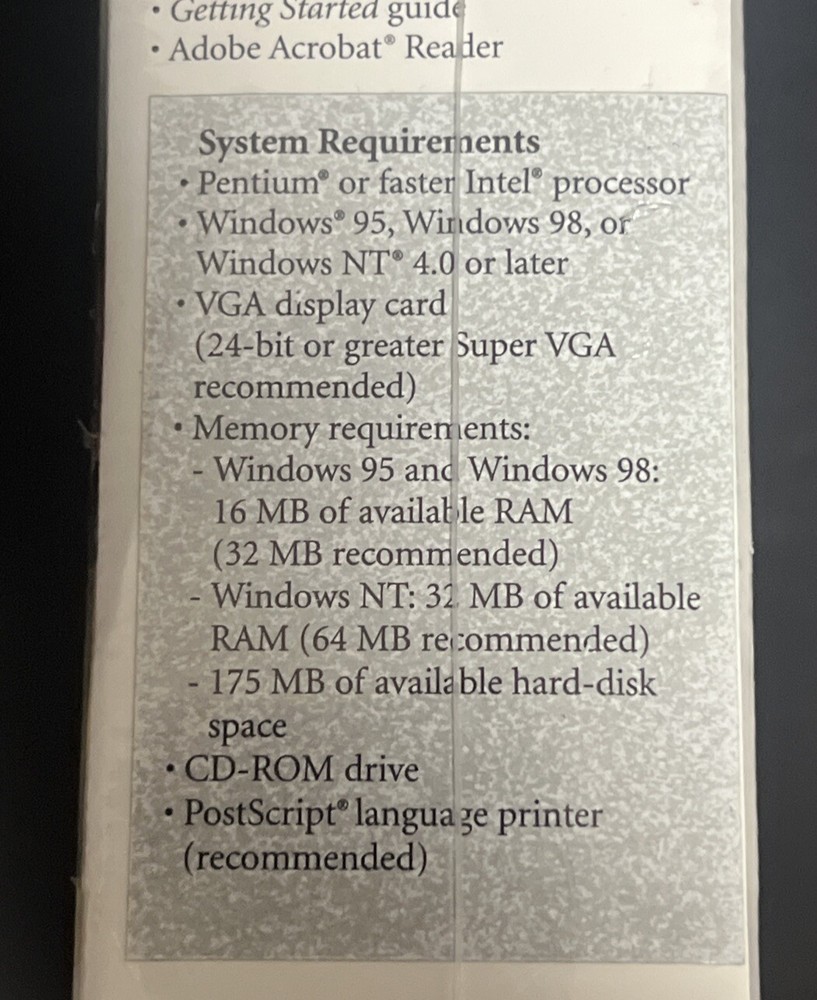 • Getting Started guide
• Adobe Acrobat® Reader
System Requirements
• Pentium® or faster Intel® processor
• Windows® 95, Windows 98, or
Windows NT® 4.0 or later
• VGA display card
(24-bit or greater Super VGA
recommended)
• Memory requirements:
- Windows 95 and Windows 98:
16 MB of available RAM
(32 MB recommended)
- Windows NT: 32 MB of available
RAM (64 MB recommended)
- 175 MB of available hard-disk
space
• CD-ROM drive
• PostScript® language printer
(recommended)